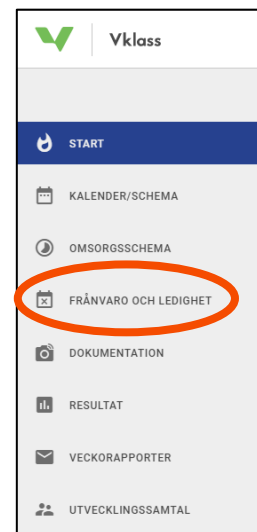 Vklass
START
KALENDER/SCHEMA
OMSORGSSCHEMA
FRÅNVARO OCH LEDIGHET
DOKUMENTATION
RESULTAT
VECKORAPPORTER
UTVECKLINGSSAMTAL